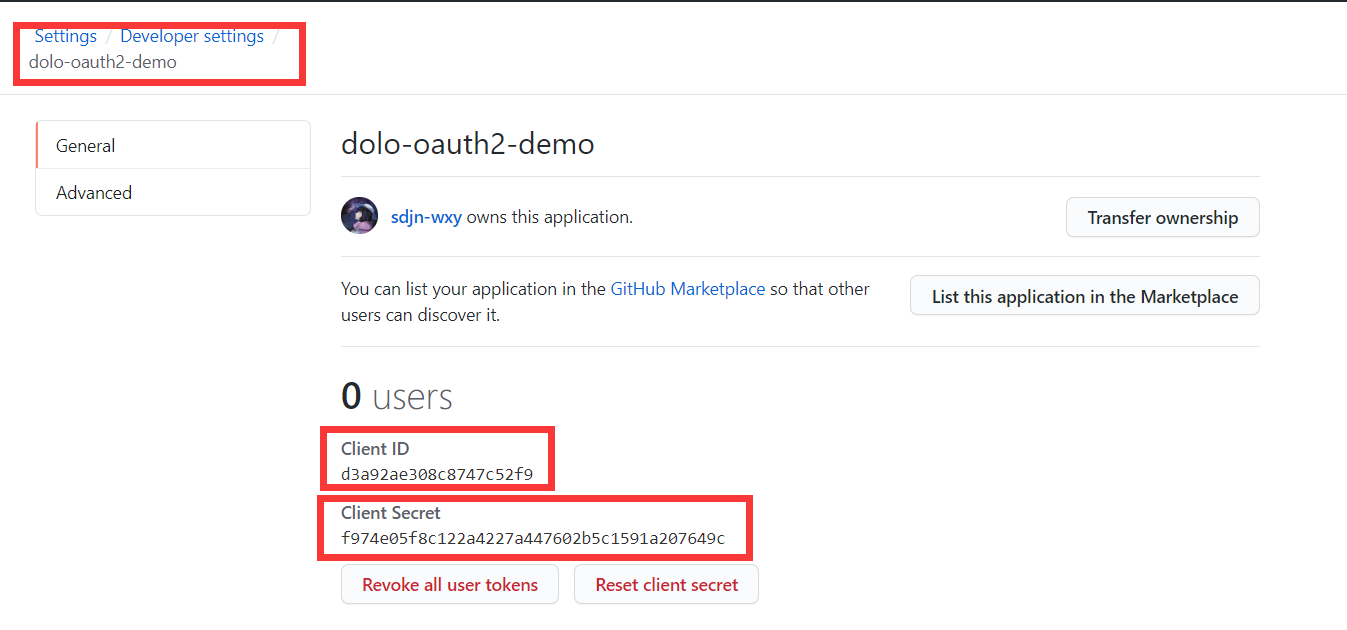 Settings / Developer settings /
dolo-oauth2-demo
General
Advanced
dolo-oauth2-demo
sdjn-wxy owns this application.
Transfer ownership
You can list your application in the GitHub Marketplace so that other
users can discover it.
List this application in the Marketplace
0 users
Client ID
d3a92ae308c8747c52f9
Client Secret
f974e05f8c122a4227a447602b5c1591a207649c
Revoke all user tokens
Reset client secret